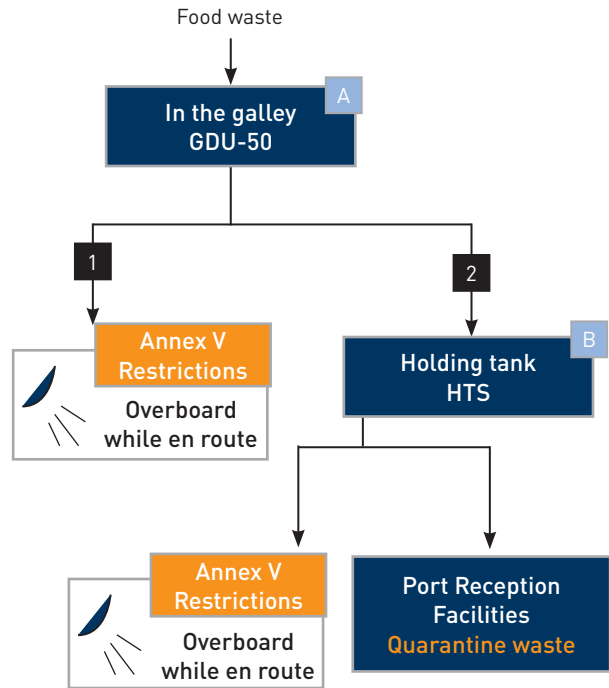 Food waste
A
In the galley
GDU-50
1
2
Annex V
Restrictions
Overboard
while en route
B
Holding tank
HTS
Annex V
Restrictions
Overboard
while en route
Port Reception
Facilities
Quarantine waste